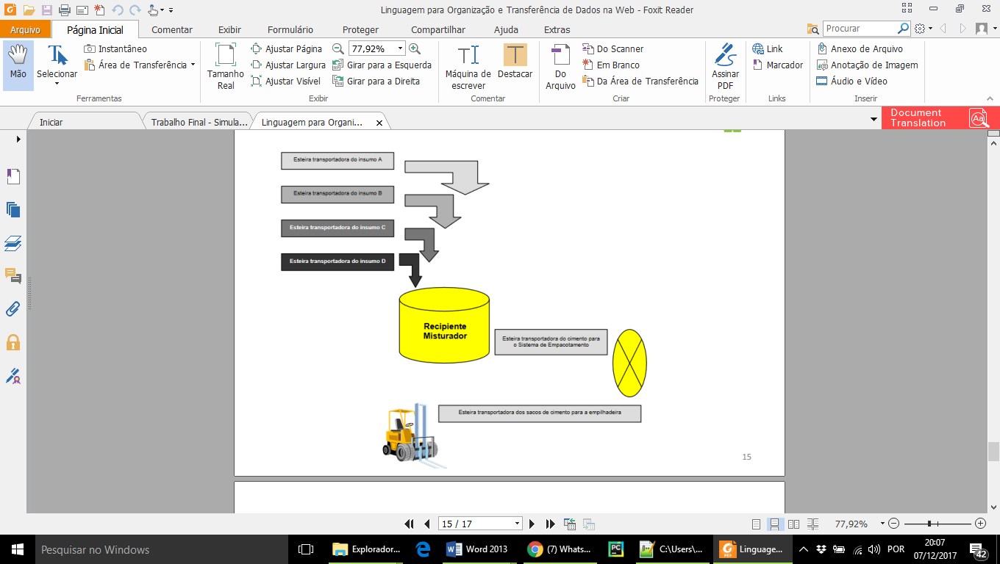 Linguagem para Organização e Transferência de Dados na Web - Foxit Reader
Arquivo
Página Inicial
Comentar
Exibir
Formulário
Proteger
Compartilhar
Ajuda
Extras
Procurar
Mão
Selecionar
Instantâneo
Área de Transferência
Ferramentas
Tamanho
Real
Ajustar Página
Ajustar Largura
Ajustar Visível
77,92%
Girar para a Esquerda
Girar para a Direita
Exibir
Máquina de
escrever
Destacar
Comentar
Do
Arquivo
Do Scanner
Em Branco
Da Área de Transferência
Criar
Assinar
PDF
Proteger
Link
Marcador
Links
Anexo de Arquivo
Anotação de Imagem
Áudio e Vídeo
Inserir
Iniciar
Trabalho Final - Simula...
Linguagem para Organi...
Document
Translation
Aa
Esteira transportadora do insumo A
Esteira transportadora do insumo B
Esteira transportadora do insumo C
Esteira transportadora do insumo D
Recipiente
Misturador
Esteira transportadora do cimento para
o Sistema de Empacotamento
Esteira transportadora dos sacos de cimento para a empilhadeira
15
15 / 17
77,92%
Pesquisar no Windows
Explorador...
Word 2013
(7) Whats...
PC
C:\Users\...
Linguage...
POR
20:07
07/12/2017
42